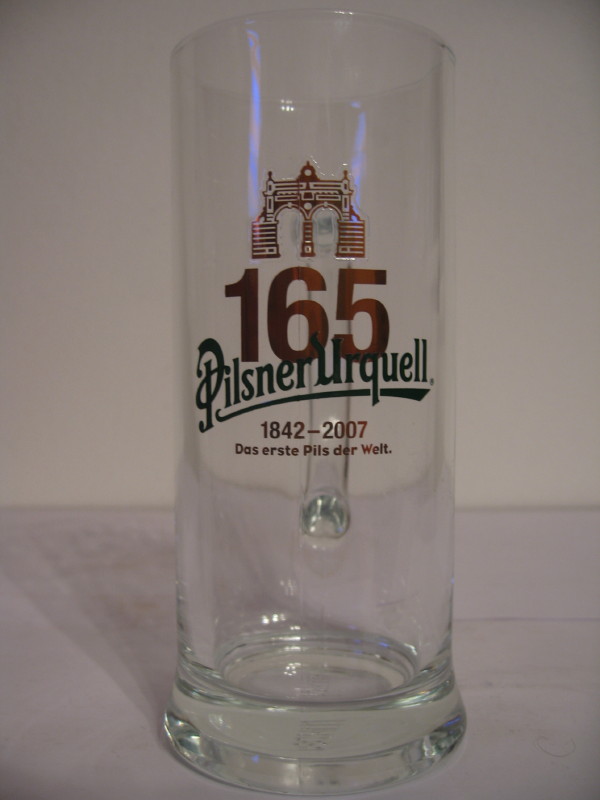 165
Pilsner Urquell®
1842–2007
Das erste Pils der Welt.